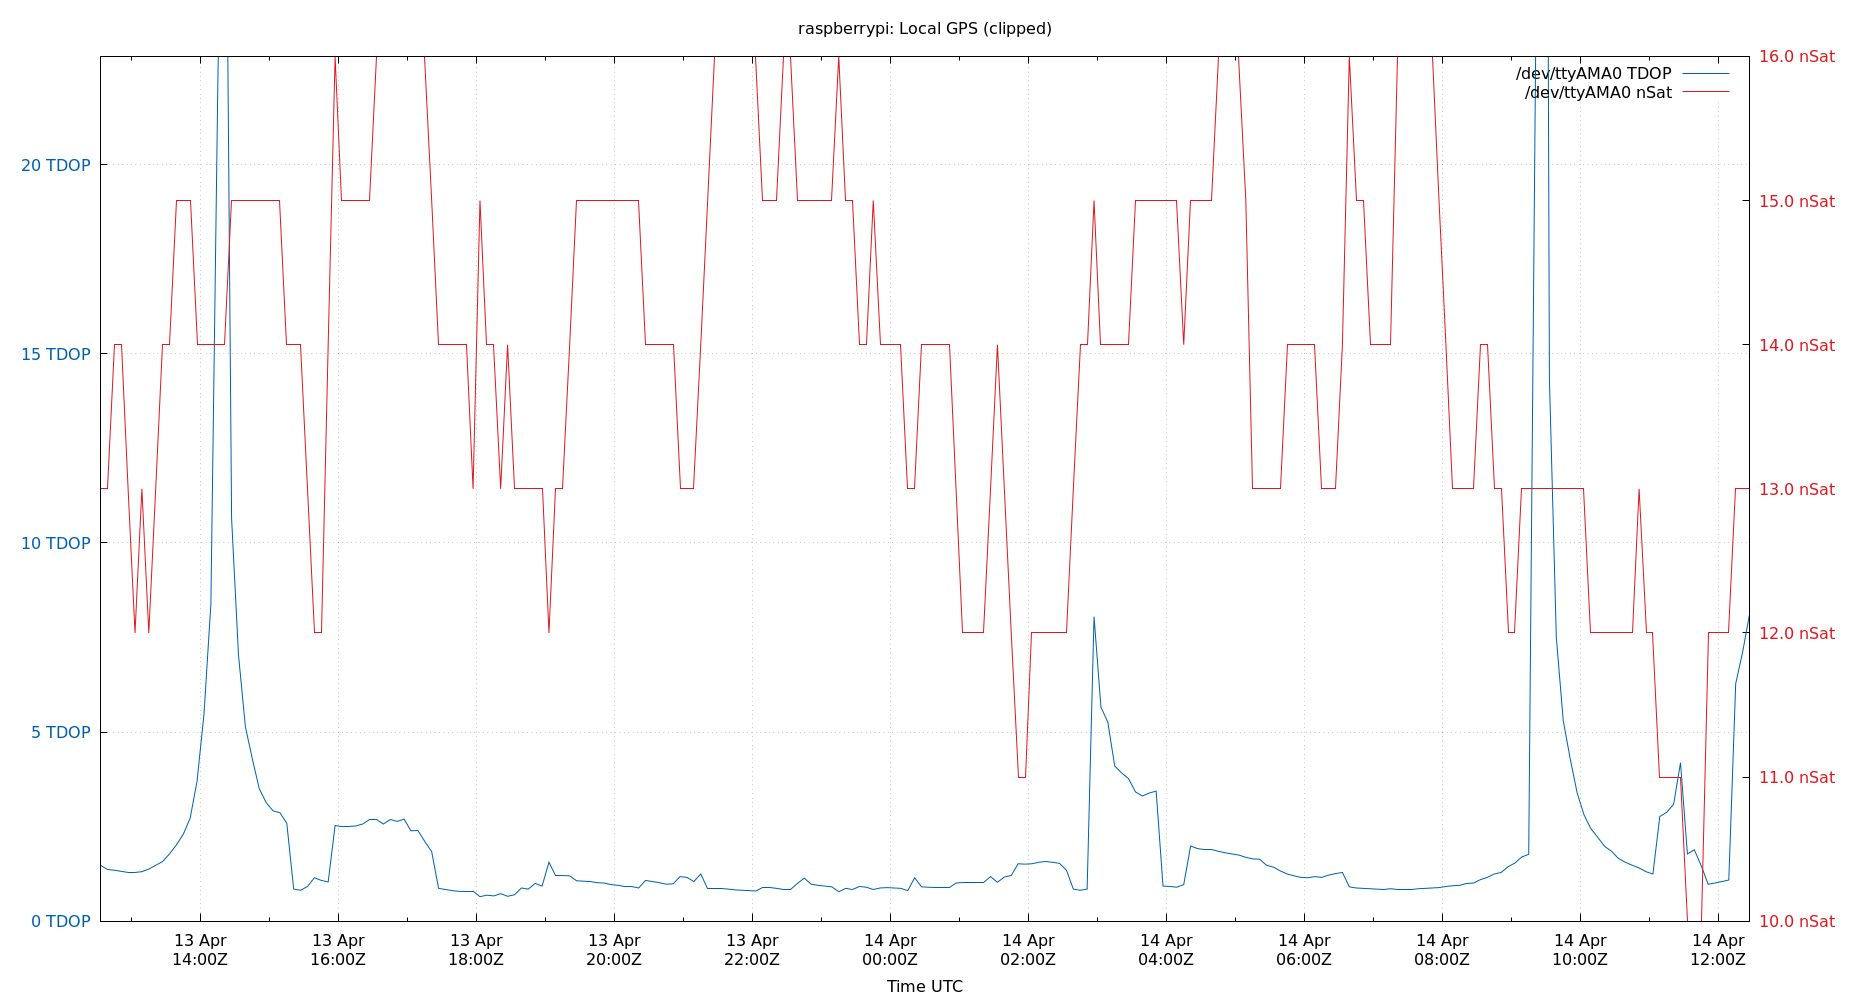 raspberrypi: Local GPS (clipped)
/dev/ttyAMA0 TDOP
/dev/ttyAMA0 nSat
20 TDOP
15 TDOP
10 TDOP
5 TDOP
0 TDOP
16.0 nSat
15.0 nSat
14.0 nSat
13.0 nSat
12.0 nSat
11.0 nSat
10.0 nSat
13 Apr 13 Apr 13 Apr 13 Apr 13 Apr 14 Apr 14 Apr 14 Apr 14 Apr 14 Apr 14 Apr 14 Apr
14:00Z 16:00Z 18:00Z 20:00Z 22:00Z 00:00Z 02:00Z 04:00Z 06:00Z 08:00Z 10:00Z 12:00Z
Time UTC